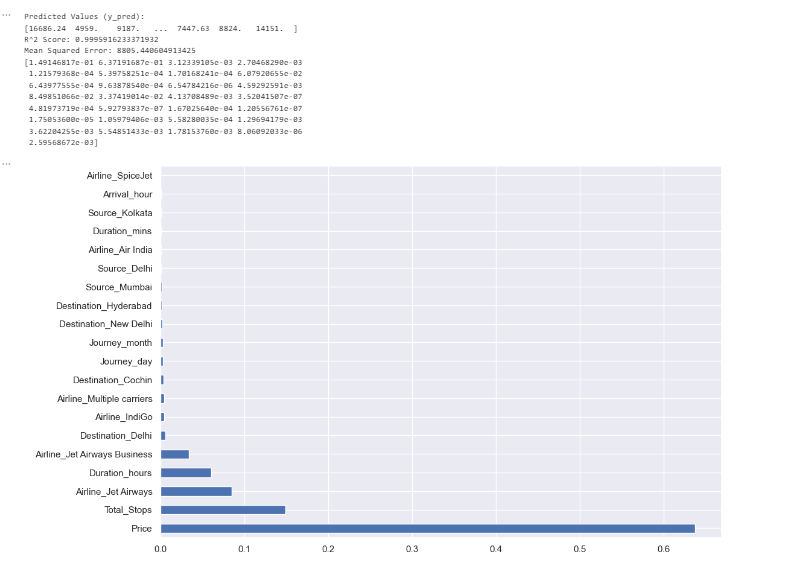 ...
Predicted Values (y_pred):
[16686.24 4959. 9187. ... 7447.63 8824. 14151. ]
R^2 Score: 0.9995916233371932
Mean Squared Error: 8805.440604913425
[1.49146817e-01 6.37191687e-01 3.12339105e-03 2.70468290e-03
1.21579368e-04 5.39758251e-04 1.70168241e-04 6.07920655e-02
6.43977555e-04 9.63878540e-04 6.54784216e-06 4.59292591e-03
8.49851066e-02 3.37419014e-02 4.13708489e-03 3.52041507e-07
4.81973719e-04 5.92793837e-07 1.67025640e-04 1.20556761e-07
1.75053600e-05 1.05979406e-03 5.58280035e-04 1.29694179e-03
3.62204255e-03 5.54851433e-03 1.78153760e-03 8.06092033e-06
2.59568672e-03]
...
Airline_SpiceJet
Arrival_hour
Source_Kolkata
Duration_mins
Airline_Air India
Source_Delhi
Source_Mumbai
Destination_Hyderabad
Destination_New Delhi
Journey_month
Journey_day
Destination_Cochin
Airline_Multiple carriers
Airline_IndiGo
Destination_Delhi
Airline_Jet Airways Business
Duration_hours
Airline_Jet Airways
Total_Stops
Price
0.0 0.1 0.2 0.3 0.4 0.5 0.6